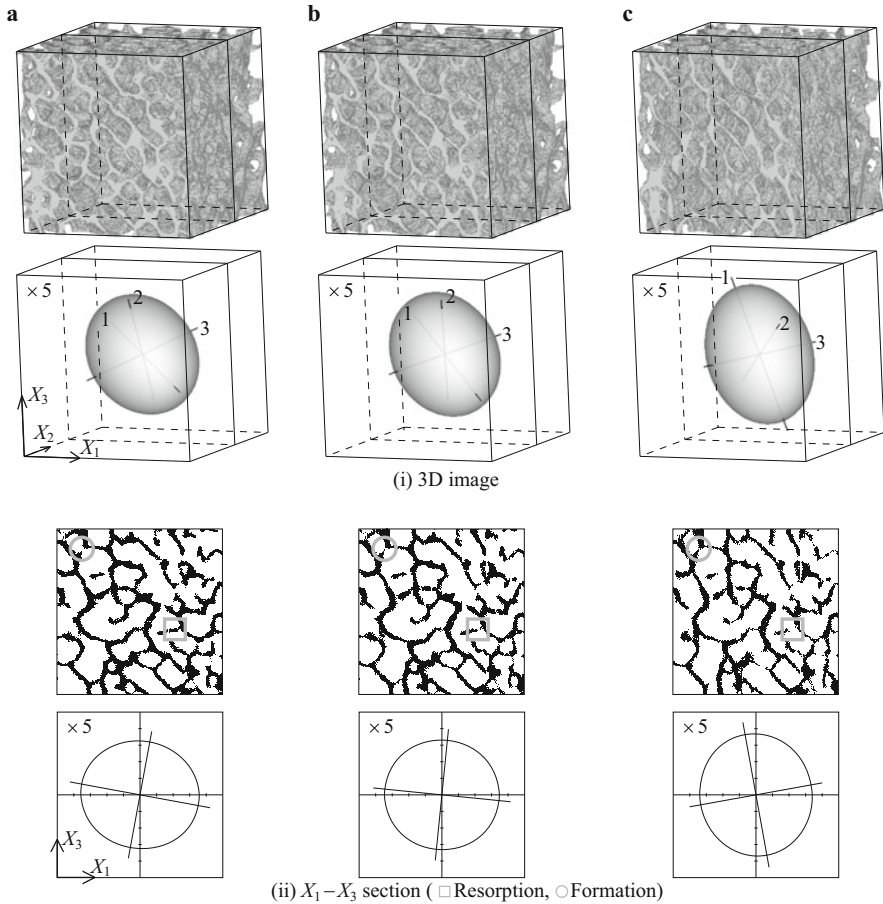 a b c
× 5 1 2 3
× 5 1 2 3
× 5 1 2 3
X3
X2
X1
(i) 3D image
× 5
× 5
× 5
X3
X1
(ii) X1–X3 section ( □ Resorption, ○ Formation)